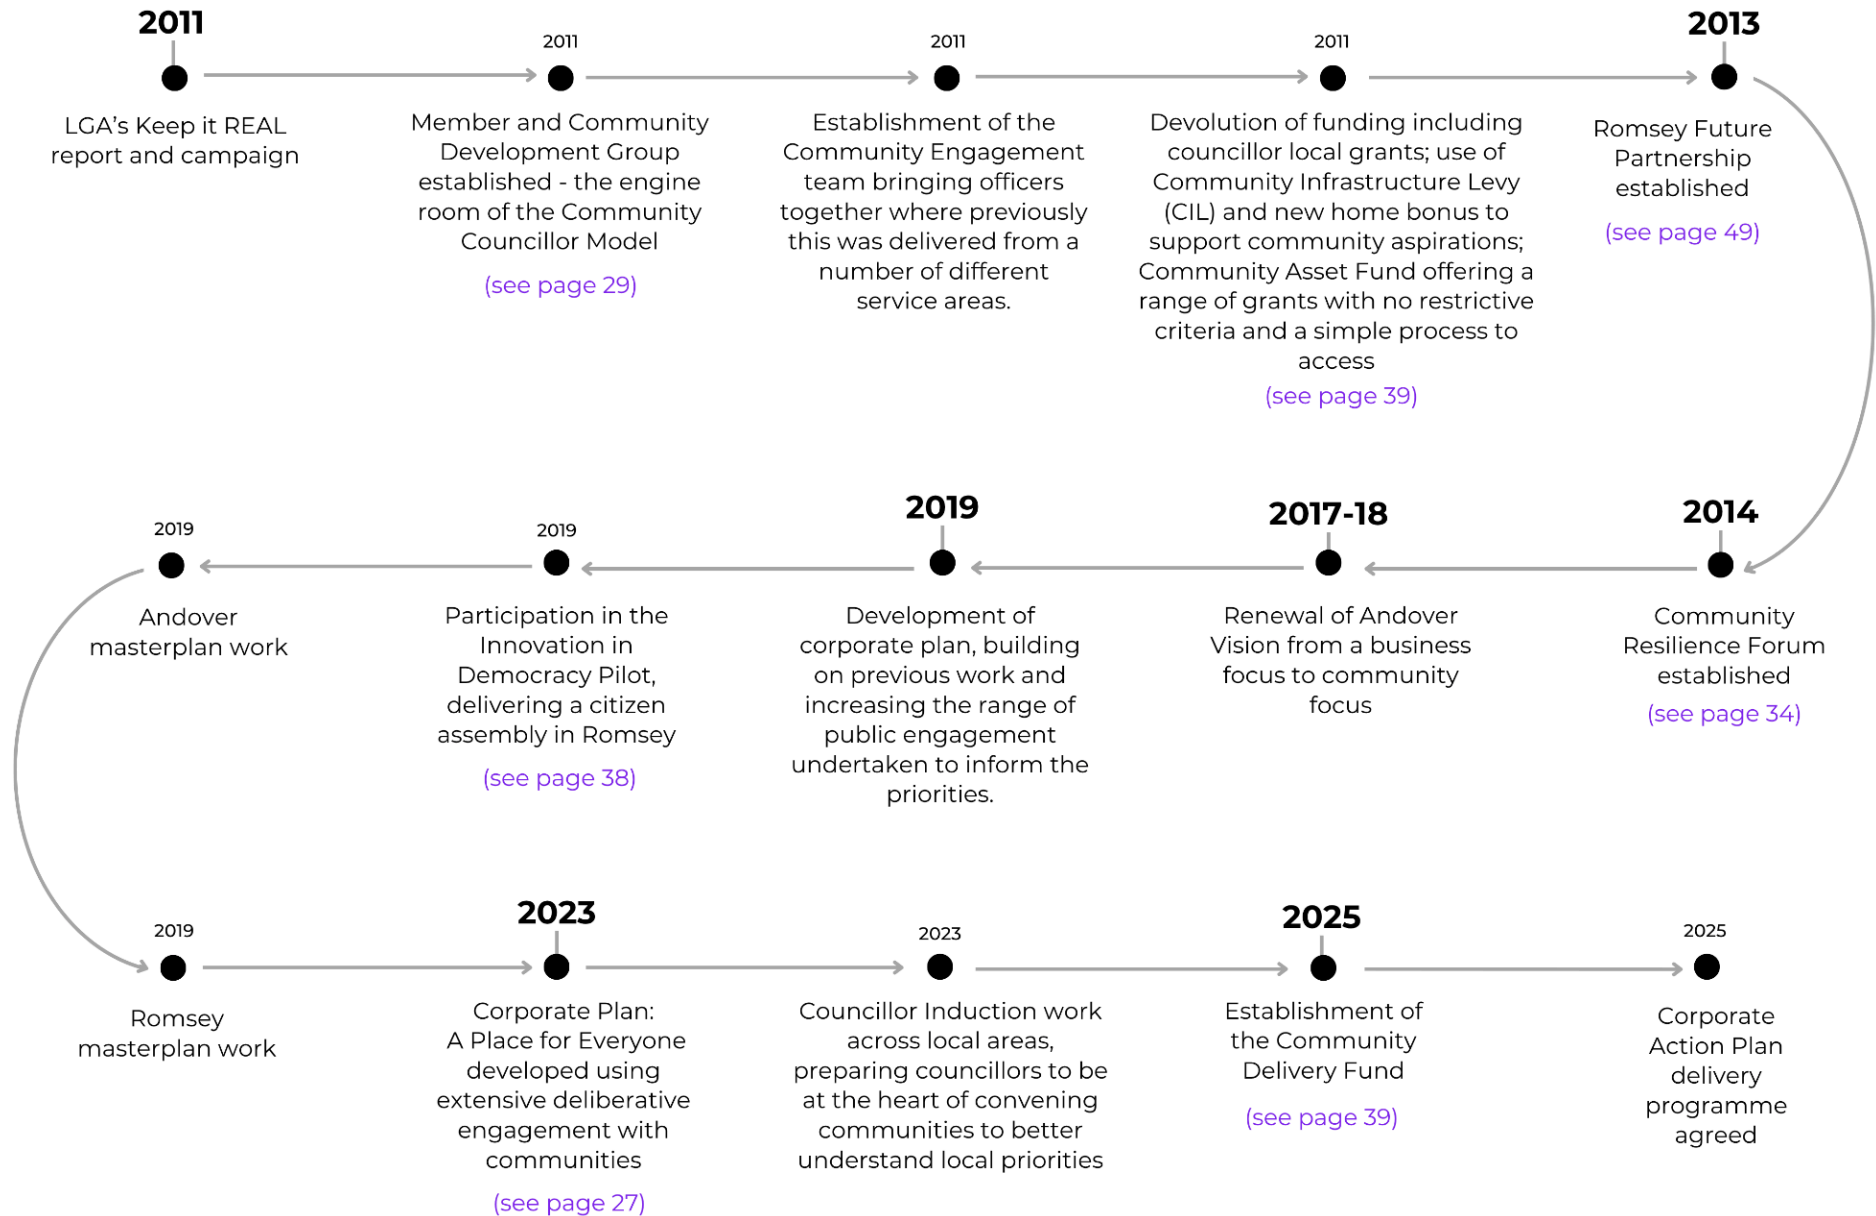 2011
LGA’s Keep it REAL
report and campaign
2011
Member and Community
Development Group
established - the engine
room of the Community
Councillor Model
(see page 29)
2011
Establishment of the
Community Engagement
team bringing officers
together where previously
this was delivered from a
number of different
service areas.
2011
Devolution of funding including
councillor local grants; use of
Community Infrastructure Levy
(CIL) and new home bonus to
support community aspirations;
Community Asset Fund offering a
range of grants with no restrictive
criteria and a simple process to
access
(see page 39)
2013
Romsey Future
Partnership
established
(see page 49)
2014
Community
Resilience Forum
established
(see page 34)
2017-18
Renewal of Andover
Vision from a business
focus to community
focus
2019
Development of
corporate plan, building
on previous work and
increasing the range of
public engagement
undertaken to inform the
priorities.
2019
Participation in the
Innovation in
Democracy Pilot,
delivering a citizen
assembly in Romsey
(see page 38)
2019
Andover
masterplan work
2019
Romsey
masterplan work
2023
Corporate Plan:
A Place for Everyone
developed using
extensive deliberative
engagement with
communities
(see page 27)
2023
Councillor Induction work
across local areas,
preparing councillors to be
at the heart of convening
communities to better
understand local priorities
2025
Establishment of
the Community
Delivery Fund
(see page 39)
2025
Corporate
Action Plan
delivery
programme
agreed